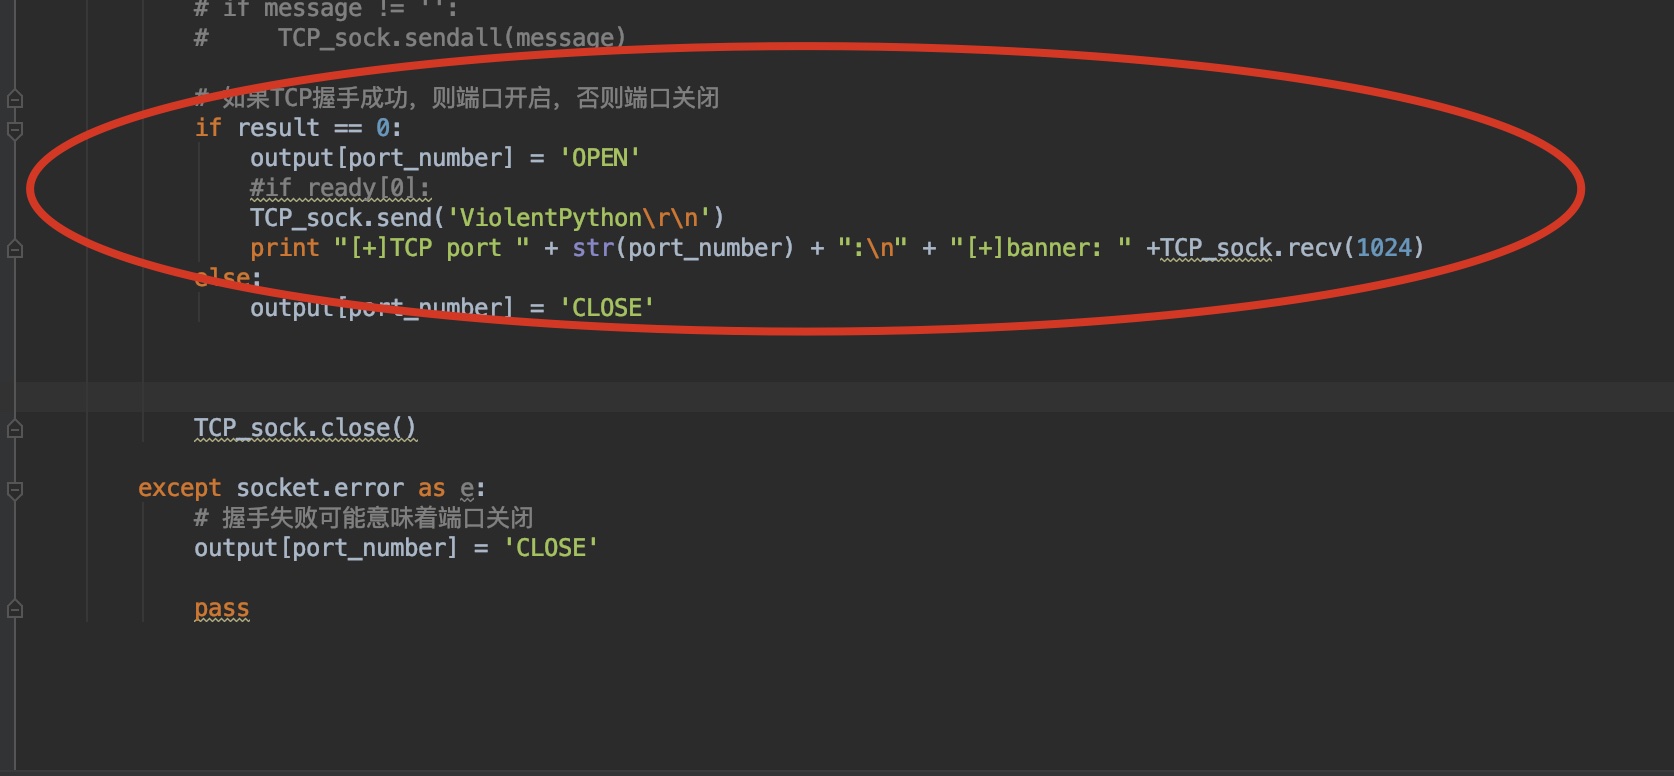 # if message != '':
#     TCP_sock.sendall(message)
# 如果TCP握手成功，则端口开启，否则端口关闭
if result == 0:
output[port_number] = 'OPEN'
#if ready[0]:
TCP_sock.send('ViolentPython\r\n')
print "[+]TCP port " + str(port_number) + ":\n" + "[+]banner: " +TCP_sock.recv(1024)
else:
output[port_number] = 'CLOSE'
TCP_sock.close()
except socket.error as e:
# 握手失败可能意味着端口关闭
output[port_number] = 'CLOSE'
pass